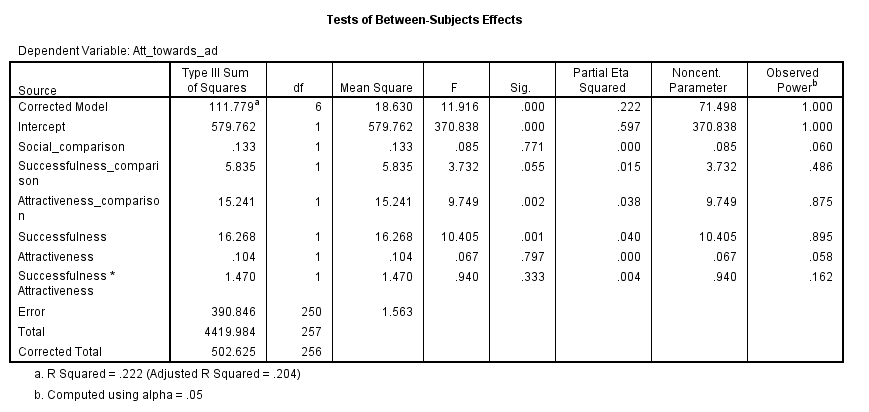 Tests of Between-Subjects Effects
Dependent Variable: Att_towards_ad
Source Type III Sum of Squares df Mean Square F Sig. Partial Eta Squared Noncent. Parameter Observed Power^b
Corrected Model 111.779^a 6 18.630 11.916 .000 .222 71.498 1.000
Intercept 579.762 1 579.762 370.838 .000 .597 370.838 1.000
Social_comparison .133 1 .133 .085 .771 .000 .085 .060
Successfulness_compari
son 5.835 1 5.835 3.732 .055 .015 3.732 .486
Attractiveness_compariso
n 15.241 1 15.241 9.749 .002 .038 9.749 .875
Successfulness 16.268 1 16.268 10.405 .001 .040 10.405 .895
Attractiveness .104 1 .104 .067 .797 .000 .067 .058
Successfulness *
Attractiveness 1.470 1 1.470 .940 .333 .004 .940 .162
Error 390.846 250 1.563
Total 4419.984 257
Corrected Total 502.625 256
a. R Squared = .222 (Adjusted R Squared = .204)
b. Computed using alpha = .05